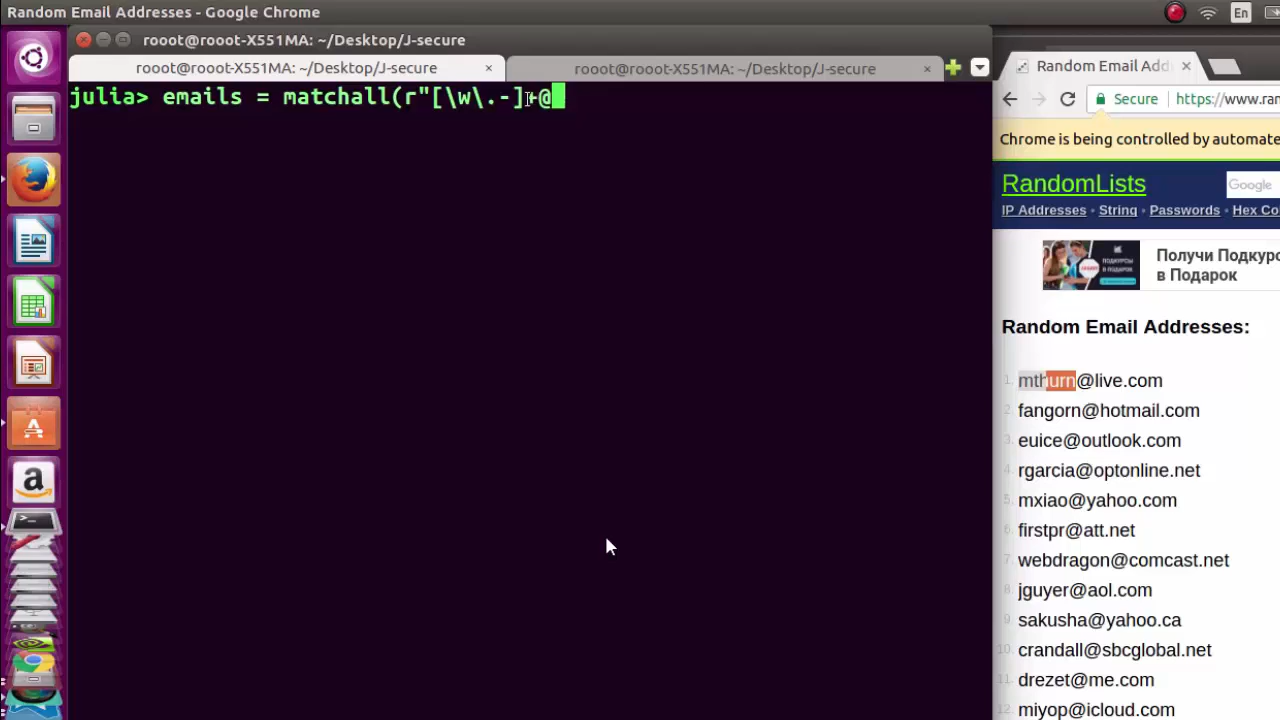 Random Email Addresses - Google Chrome
En
rooot@rooot-X551MA: ~/Desktop/J-secure
rooot@rooot-X551MA: ~/Desktop/J-secure ×
rooot@rooot-X551MA: ~/Desktop/J-secure ×
julia> emails = matchall(r"[\w\.-]+@
Random Email Add ×
Secure
https://www.ran
Chrome is being controlled by automate
RandomLists
Google
IP Addresses • String • Passwords • Hex Co
ПОДКУРСЫ
В ПОДАРОК
Получи Подкурс
в Подарок
Random Email Addresses:
1. mthurn@live.com
2. fangorn@hotmail.com
3. euice@outlook.com
4. rgarcia@optonline.net
5. mxiao@yahoo.com
6. firstpr@att.net
7. webdragon@comcast.net
8. jguyer@aol.com
9. sakusha@yahoo.ca
10. crandall@sbcglobal.net
11. drezet@me.com
12. miyop@icloud.com